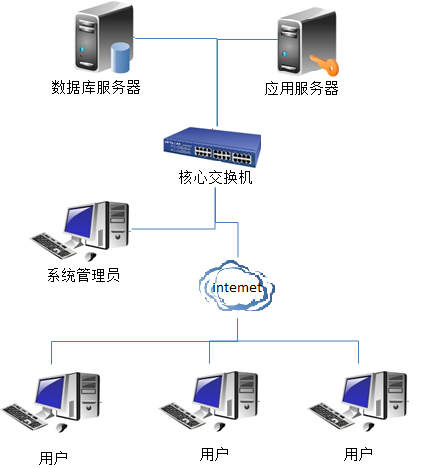 数据库服务器
应用服务器
核心交换机
系统管理员
intemet
用户
用户
用户